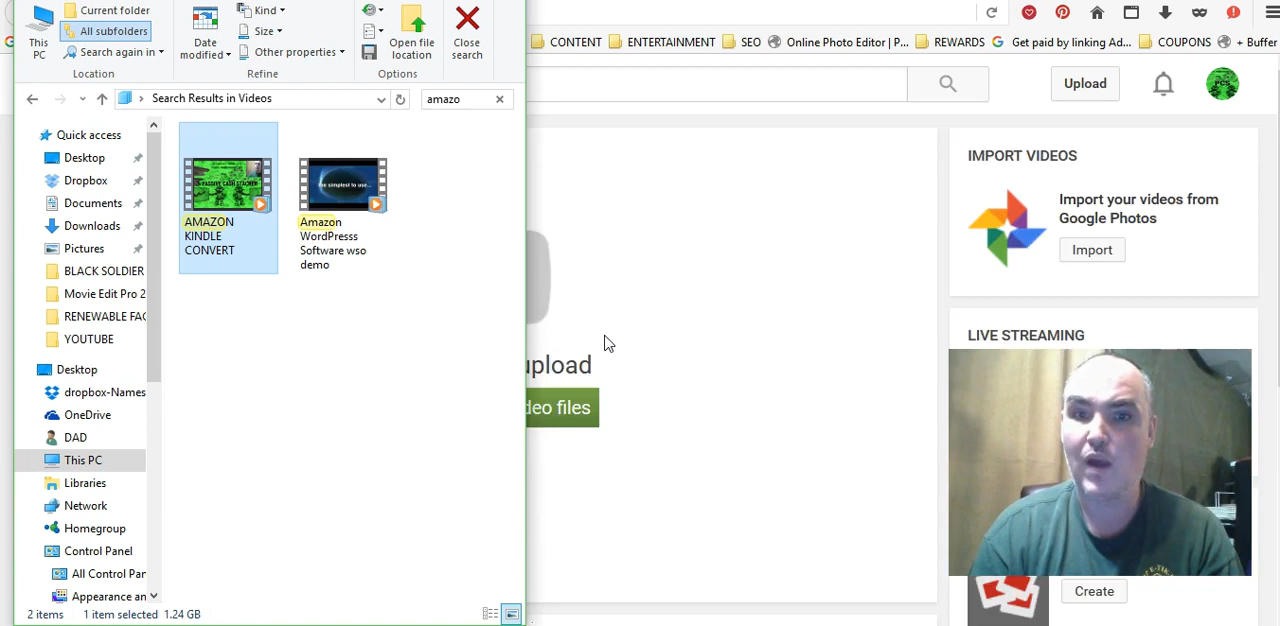 Current folder
All subfolders
Search again in
This PC
Location
Date modified
Kind
Size
Other properties
Refine
Open file location
Options
Close search
Search Results in Videos
amazo
Quick access
Desktop
Dropbox
Documents
Downloads
Pictures
BLACK SOLDIER
Movie Edit Pro 2
RENEWABLE FAC
YOUTUBE
Desktop
dropbox-Names
OneDrive
DAD
This PC
Libraries
Network
Homegroup
Control Panel
All Control Par
Appearance an
AMAZON
KINDLE
CONVERT
Amazon
WordPresss
Software wso
demo
2 items 1 item selected 1.24 GB
CONTENT ENTERTAINMENT SEO Online Photo Editor | P... REWARDS Get paid by linking Ad... COUPONS + Buffer
Upload
PCS
upload
deo files
IMPORT VIDEOS
Import your videos from
Google Photos
Import
LIVE STREAMING
Create